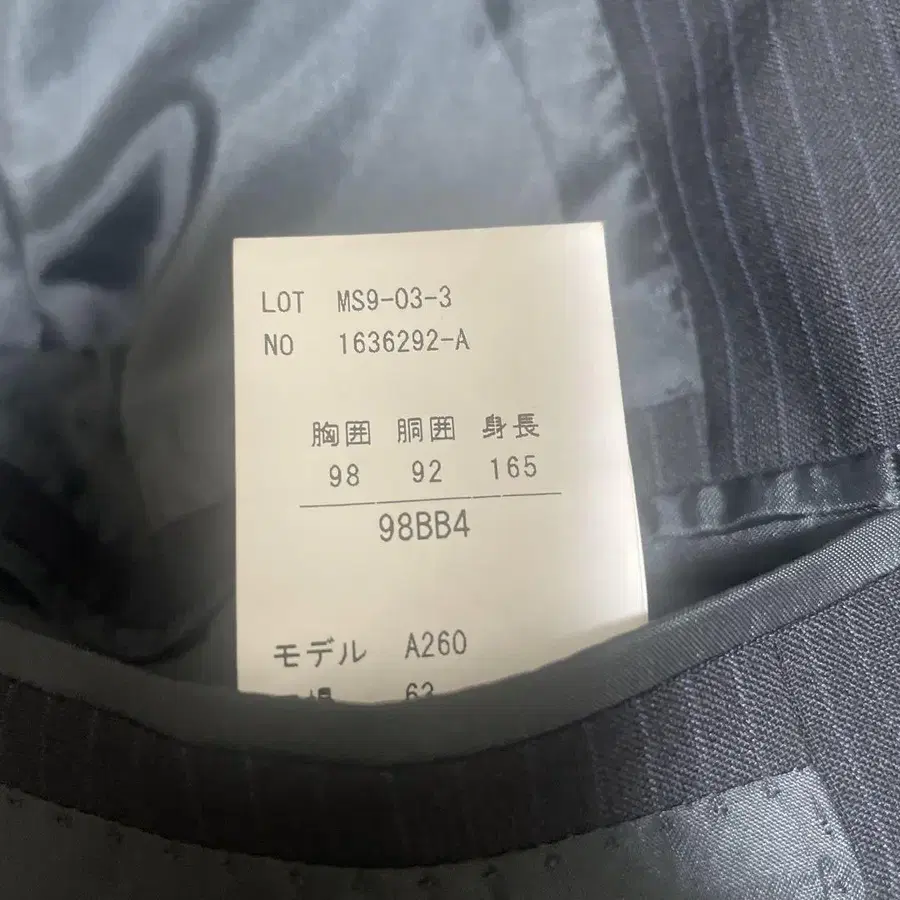 LOT MS9-03-3
NO 1636292-A
胸囲 胴囲 身長
98 92 165
98BB4
モデル A260